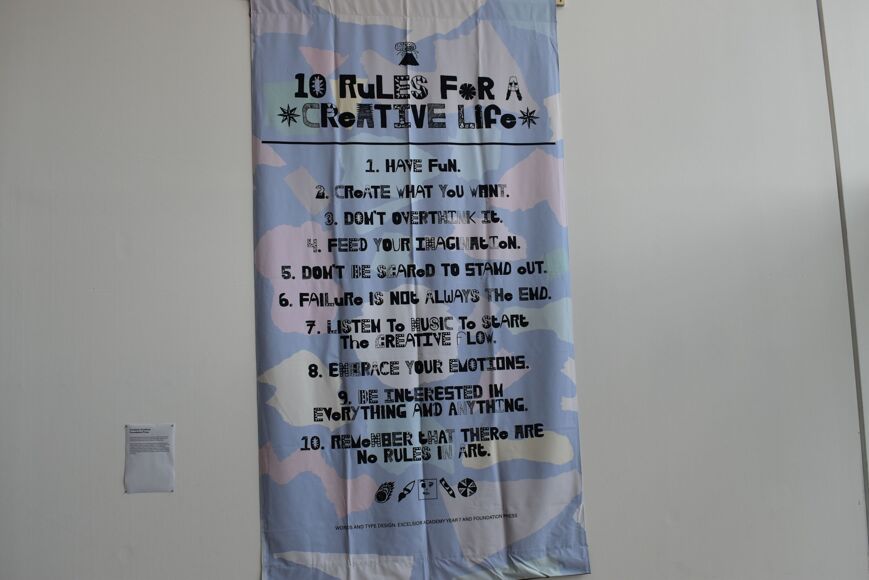 10 RULES FOR A
CREATIVE LIFE
1. HAVE FUN.
2. CREATE WHAT YOU WANT.
3. DON'T OVERTHINK IT.
4. FEED YOUR IMAGINATION.
5. DON'T BE SCARED TO STAND OUT.
6. FAILURE IS NOT ALWAYS THE END.
7. LISTEN TO MUSIC TO START
THE CREATIVE FLOW.
8. EMBRACE YOUR EMOTIONS.
9. BE INTERESTED IN
EVERYTHING AND ANYTHING.
10. REMEMBER THAT THERE ARE
NO RULES IN ART.
WORDS AND TYPE DESIGN: EXCELSIOR ACADEMY YEAR 7 AND FOUNDATION PRESS